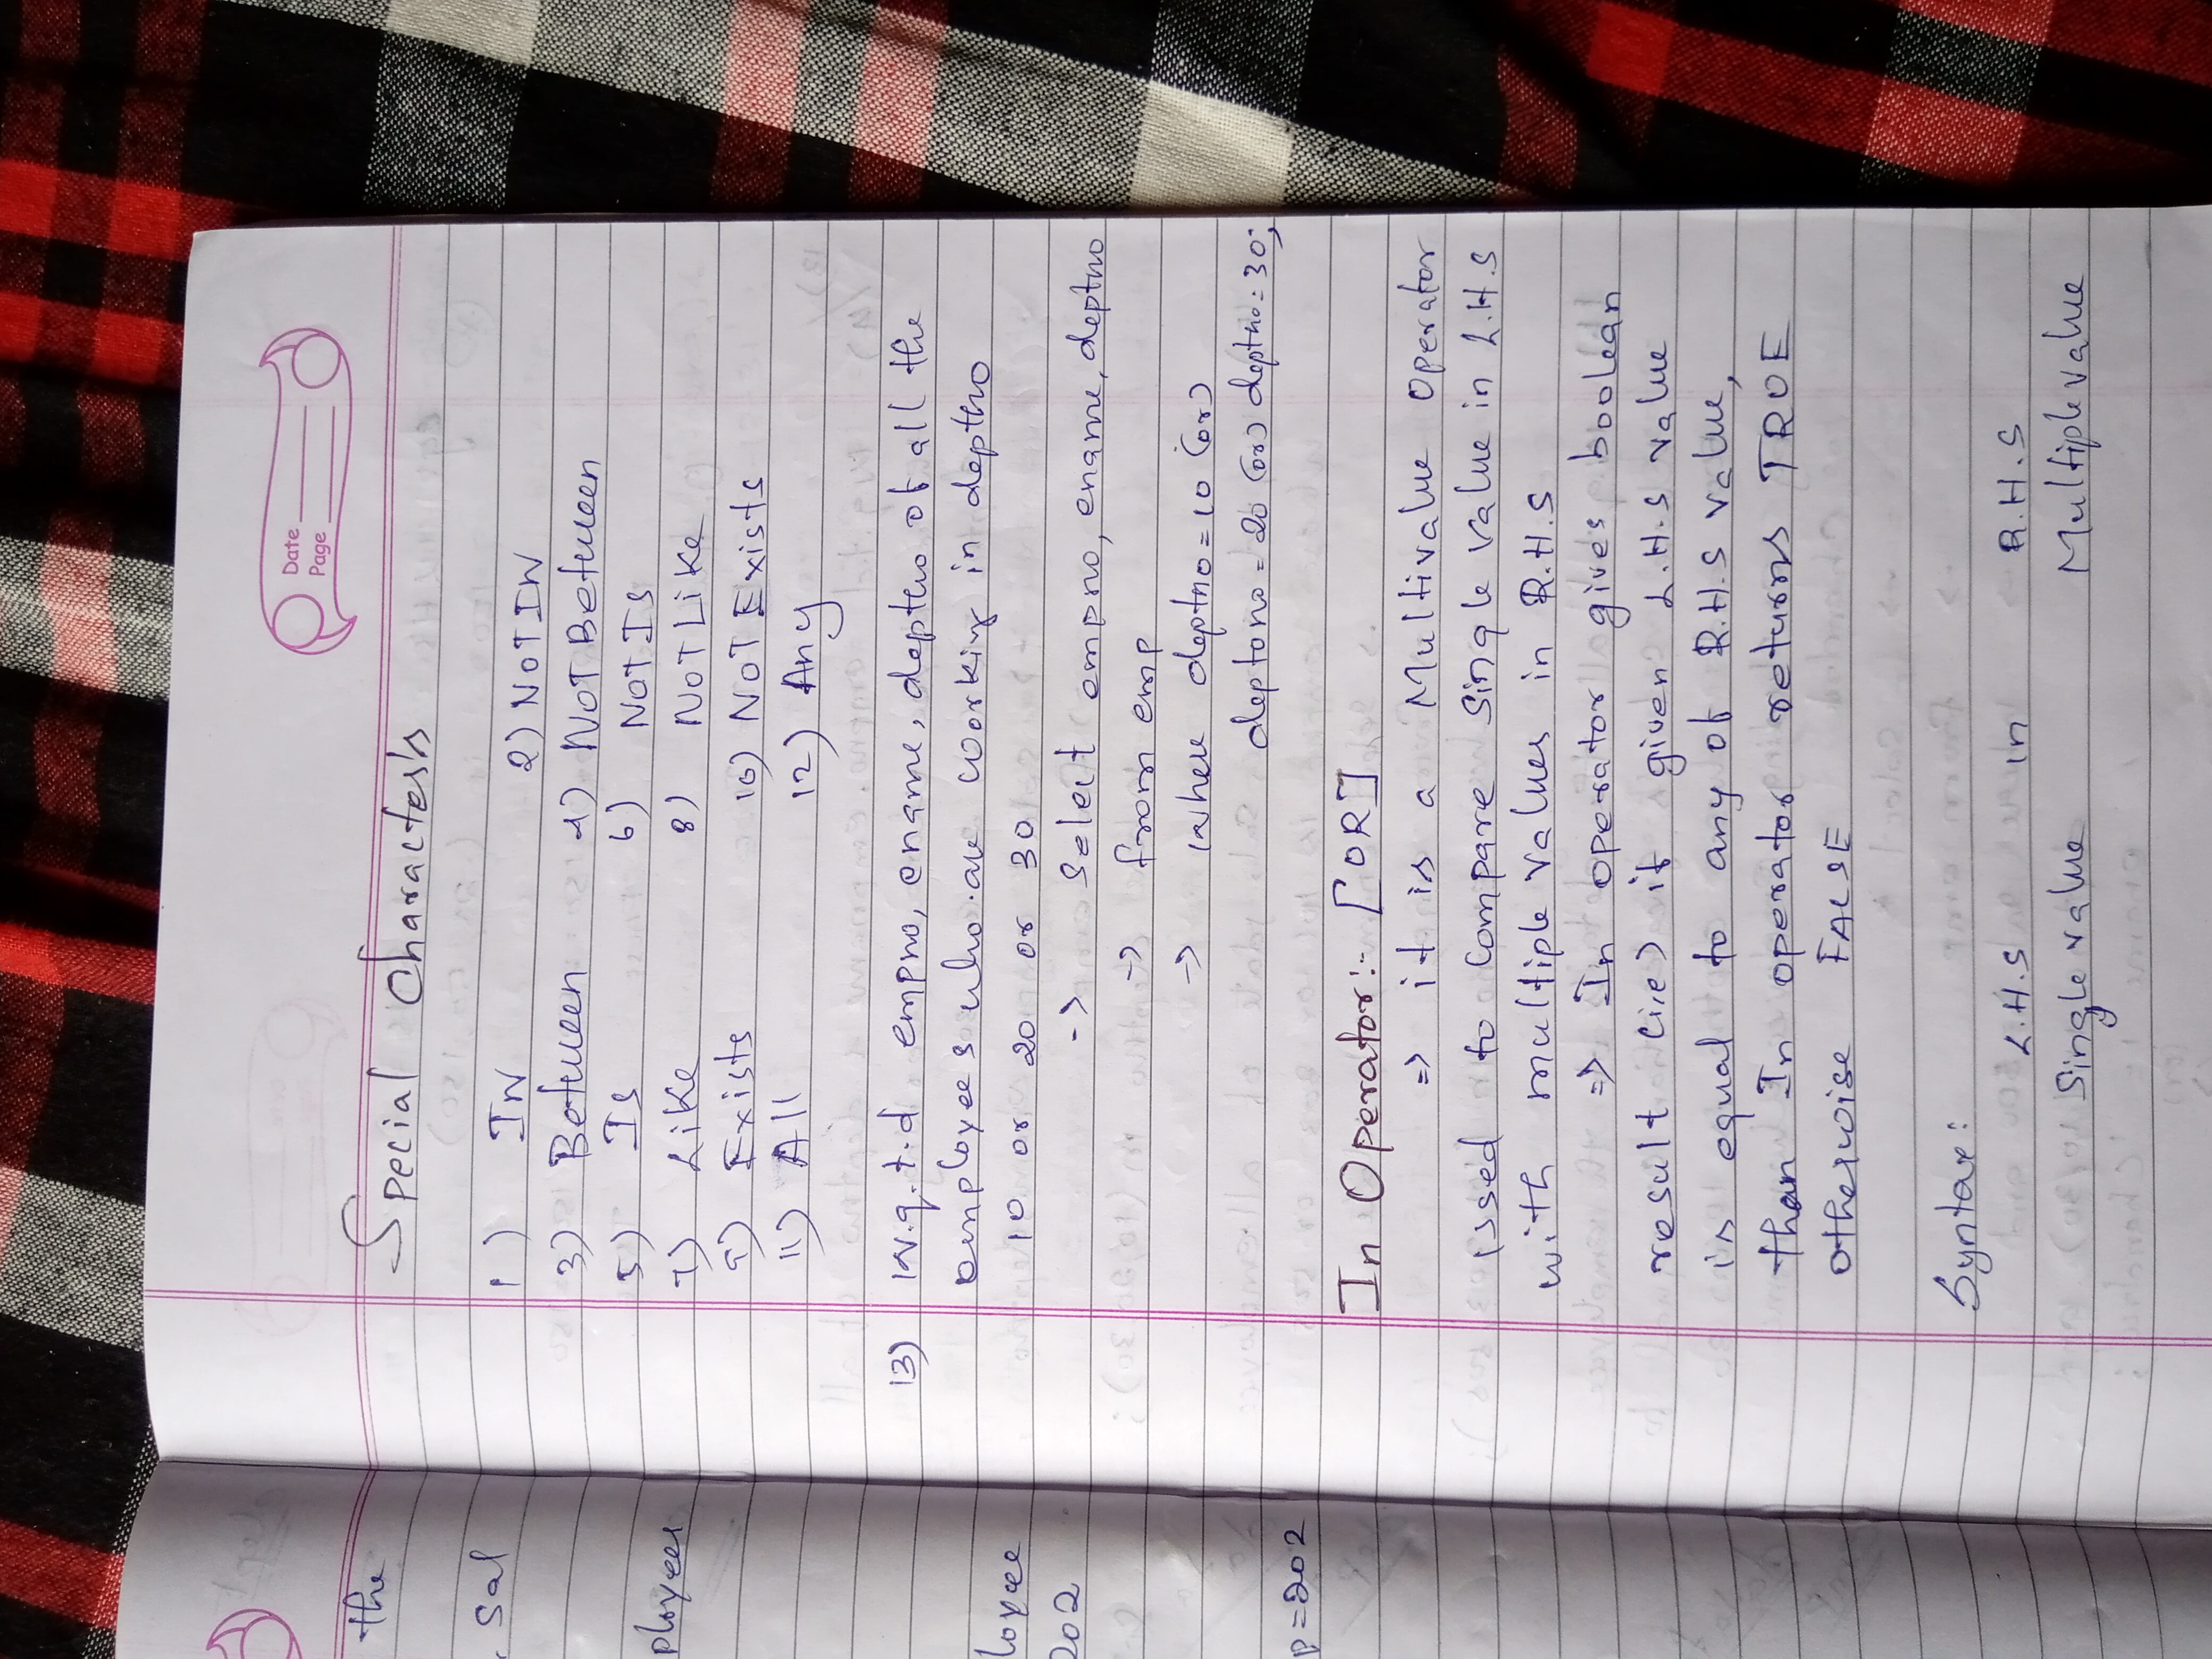 the
, sal
ployees
loyee
202
p=202
Date
Page
Special Character's
1) IN 2) NOT IN
3) Between 4) NOT Between
5) Is 6) NOT IS
7) Like 8) NOT Like
9) Exists 10) NOT Exists
11) All 12) Any
13) W.q.t.d empno, ename, deptno of all the
employees who are working in deptno
10 or 20 or 30
-> Select empno, ename, deptno
-> from emp
-> Where deptno = 10 (or)
deptono = 20 (or) deptno = 30;
In Operator:- [OR]
=> it is a Multivalue Operator
used to Compare Single Value in L.H.S
with multiple Values in R.H.S
=> In operator gives boolean
result (i.e) if given L.H.S value
is equal to any of R.H.S value,
than In operator returns TRUE
otherwise FALSE
Syntax:
L.H.S in R.H.S
Single value Multiple value